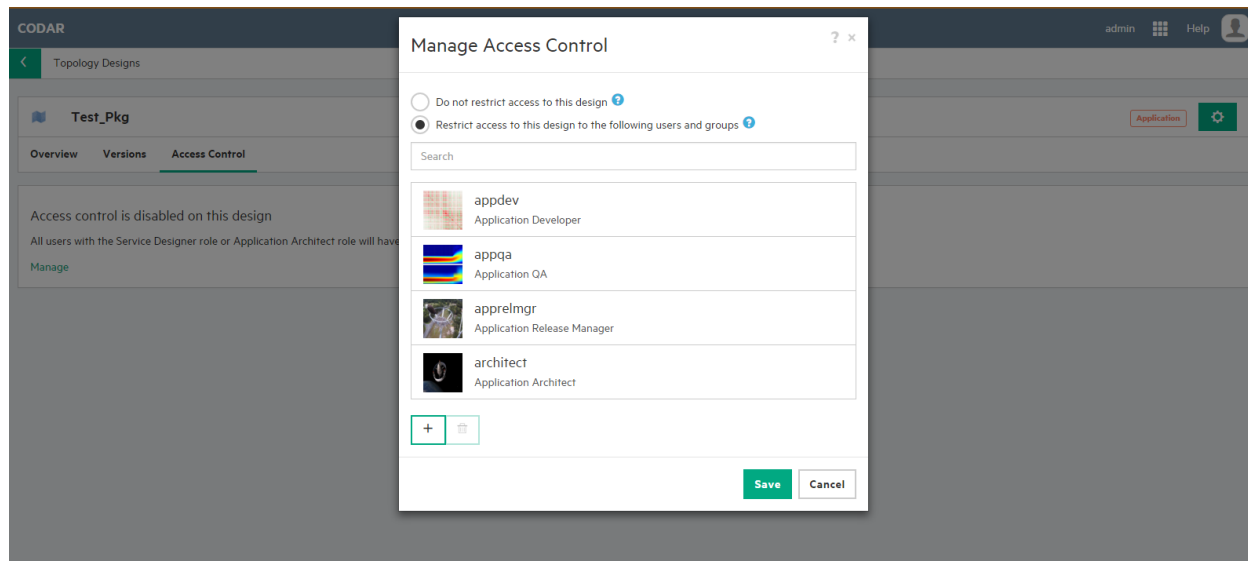 CODAR
admin
Help
Topology Designs
Test_Pkg
Application
Overview
Versions
Access Control
Access control is disabled on this design
All users with the Service Designer role or Application Architect role will have
Manage
Manage Access Control
?
×
Do not restrict access to this design ?
Restrict access to this design to the following users and groups ?
Search
appdev
Application Developer
appqa
Application QA
apprelmgr
Application Release Manager
architect
Application Architect
+
Save
Cancel